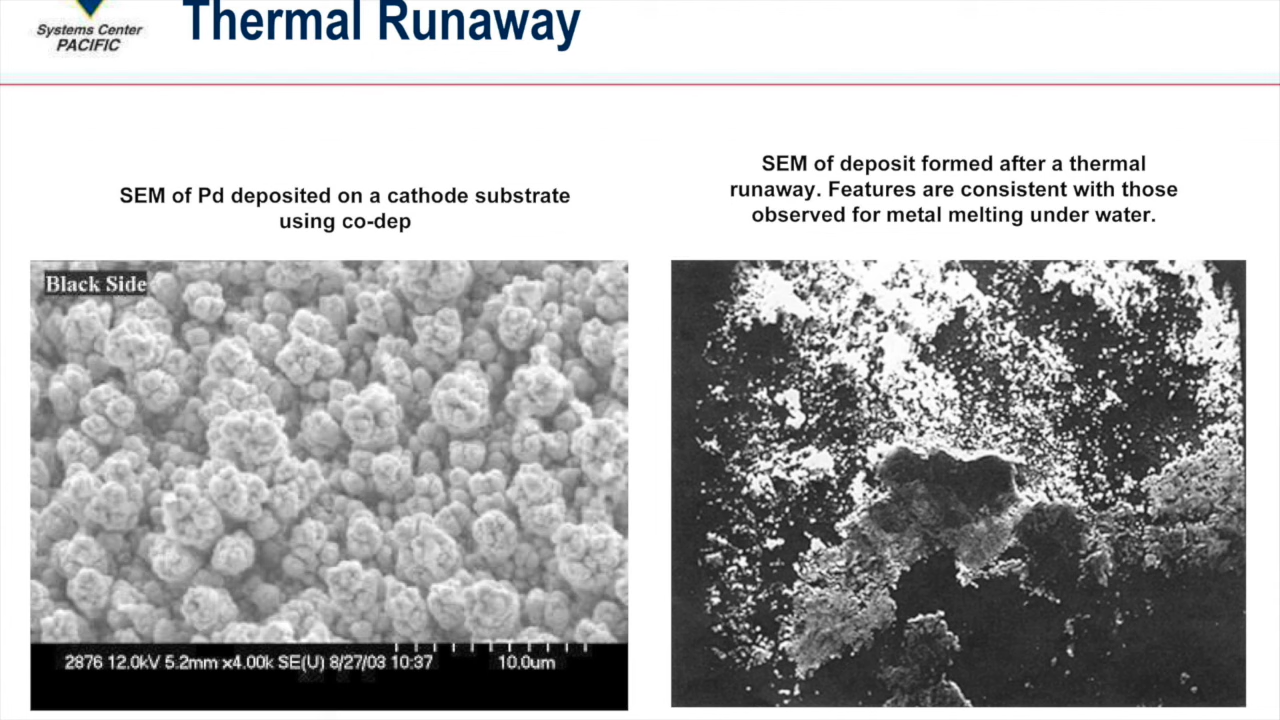 Systems Center
PACIFIC
Thermal Runaway
SEM of Pd deposited on a cathode substrate
using co-dep
SEM of deposit formed after a thermal
runaway. Features are consistent with those
observed for metal melting under water.
Black Side
2876 12.0kV 5.2mm x4.00k SE(U) 8/27/03 10:37
10.0um